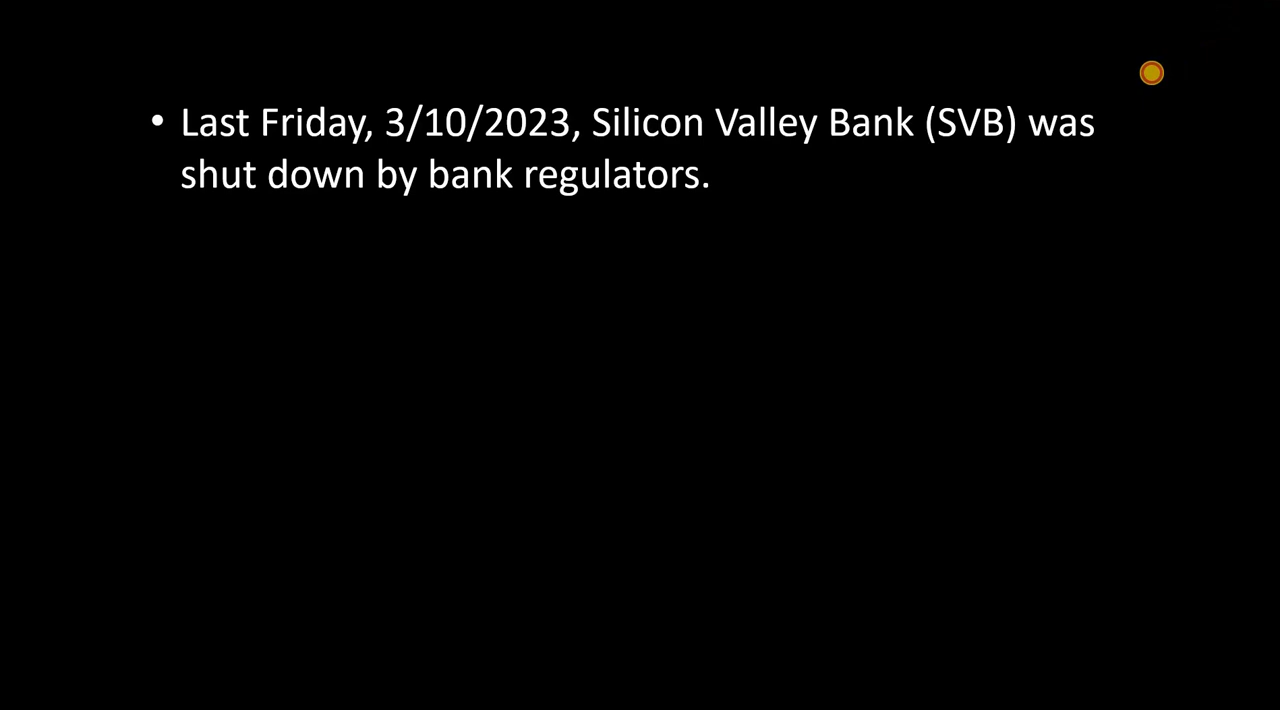 • Last Friday, 3/10/2023, Silicon Valley Bank (SVB) was
shut down by bank regulators.